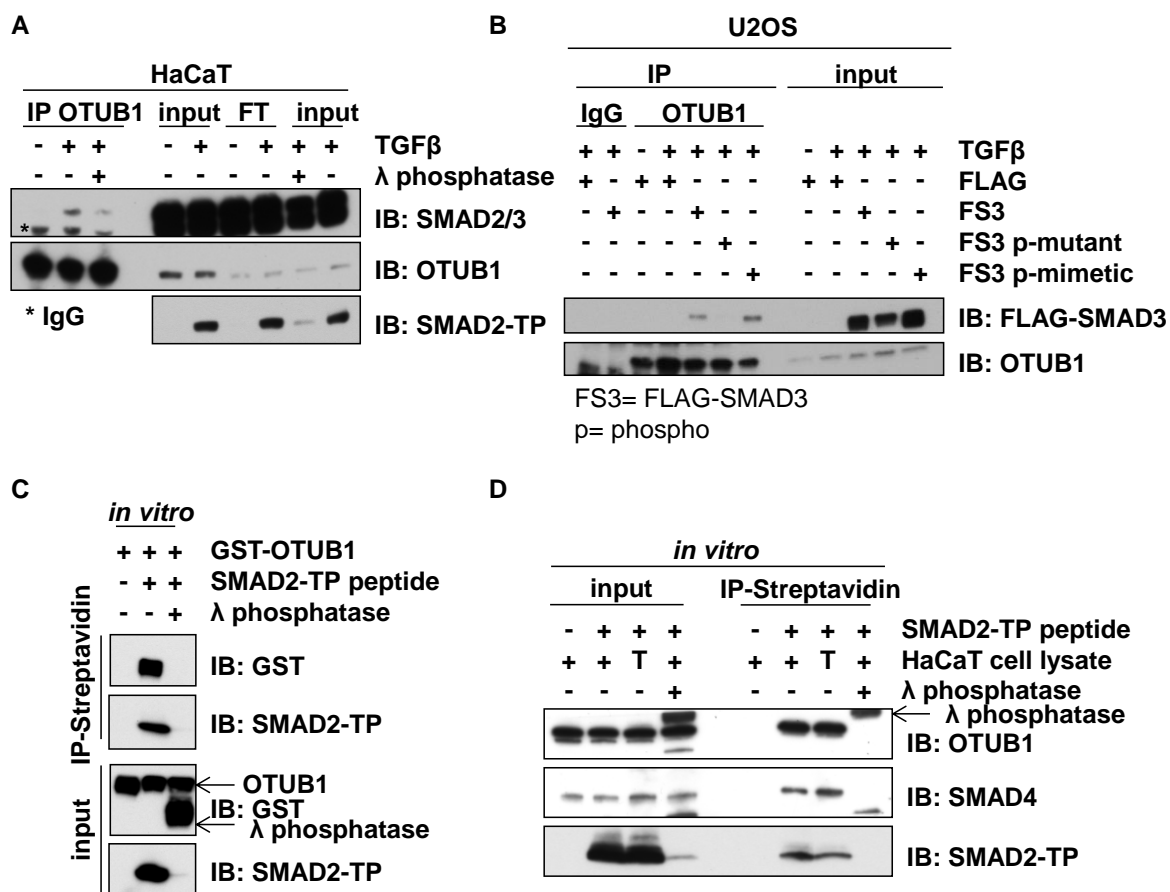 A
HaCaT
IP OTUB1 input FT input
- + + - + - + + + TGFβ
- - + - - - - + - λ phosphatase
IB: SMAD2/3
*
IB: OTUB1
* IgG
IB: SMAD2-TP
B
U2OS
IP input
IgG OTUB1
+ + - + + + + - + + + + TGFβ
+ - + + - - - + + - - - FLAG
- + - - + - - - - + - - FS3
- - - - - + - - - - + - FS3 p-mutant
- - - - - - + - - - - + FS3 p-mimetic
IB: FLAG-SMAD3
IB: OTUB1
FS3= FLAG-SMAD3
p= phospho
C
in vitro
+ + + GST-OTUB1
- + + SMAD2-TP peptide
- - + λ phosphatase
IP-Streptavidin
IB: GST
IB: SMAD2-TP
input
OTUB1
IB: GST
λ phosphatase
IB: SMAD2-TP
D
in vitro
input IP-Streptavidin
- + + + - + + + SMAD2-TP peptide
+ + T + + + T + HaCaT cell lysate
- - - + - - - + λ phosphatase
λ phosphatase
IB: OTUB1
IB: SMAD4
IB: SMAD2-TP